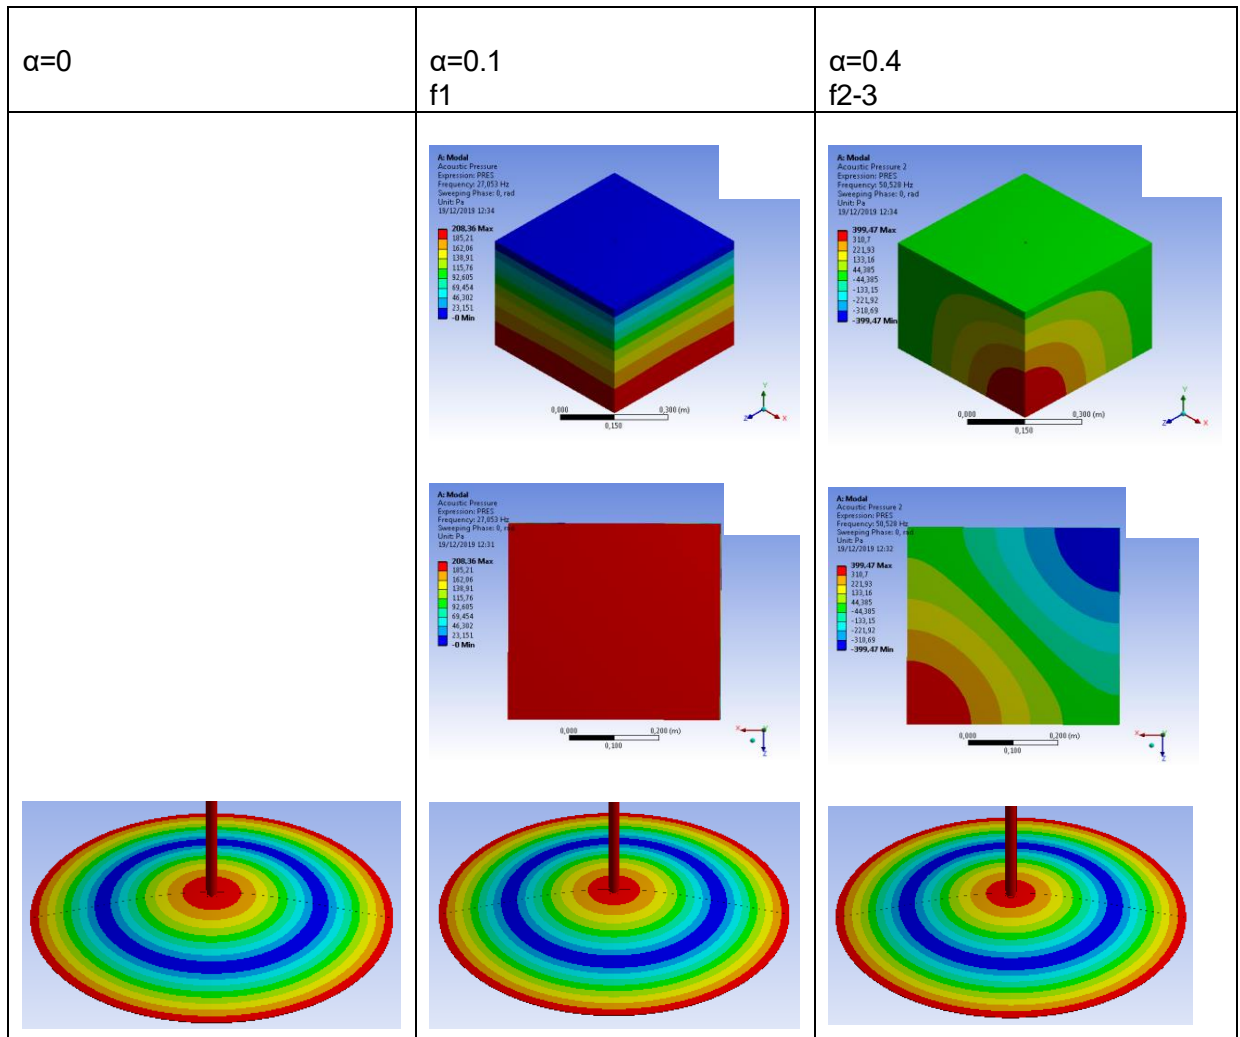 α=0
α=0.1
f1
α=0.4
f2-3
A: Modal
Acoustic Pressure
Expression: PRES
Frequency: 27,053 Hz
Sweeping Phase: 0, rad
Unit: Pa
19/12/2019 12:34
208,36 Max
185,21
162,06
138,91
115,76
92,605
69,454
46,302
23,151
-0 Min
0,000
0,300 (m)
0,150
Y
Z
X
A: Modal
Acoustic Pressure 2
Expression: PRES
Frequency: 50,528 Hz
Sweeping Phase: 0, rad
Unit: Pa
19/12/2019 12:34
399,47 Max
310,7
221,93
133,16
44,385
-44,385
-133,15
-221,92
-310,69
-399,47 Min
0,000
0,300 (m)
0,150
Y
Z
X
A: Modal
Acoustic Pressure
Expression: PRES
Frequency: 27,053 Hz
Sweeping Phase: 0, r
Unit: Pa
19/12/2019 12:31
208,36 Max
185,21
162,06
138,91
115,76
92,605
69,454
46,302
23,151
-0 Min
0,000
0,200 (m)
0,100
X
Y
Z
A: Modal
Acoustic Pressure 2
Expression: PRES
Frequency: 50,528 Hz
Sweeping Phase: 0, rad
Unit: Pa
19/12/2019 12:32
399,47 Max
310,7
221,93
133,16
44,385
-44,385
-133,15
-221,92
-310,69
-399,47 Min
0,000
0,200 (m)
0,100
X
Y
Z